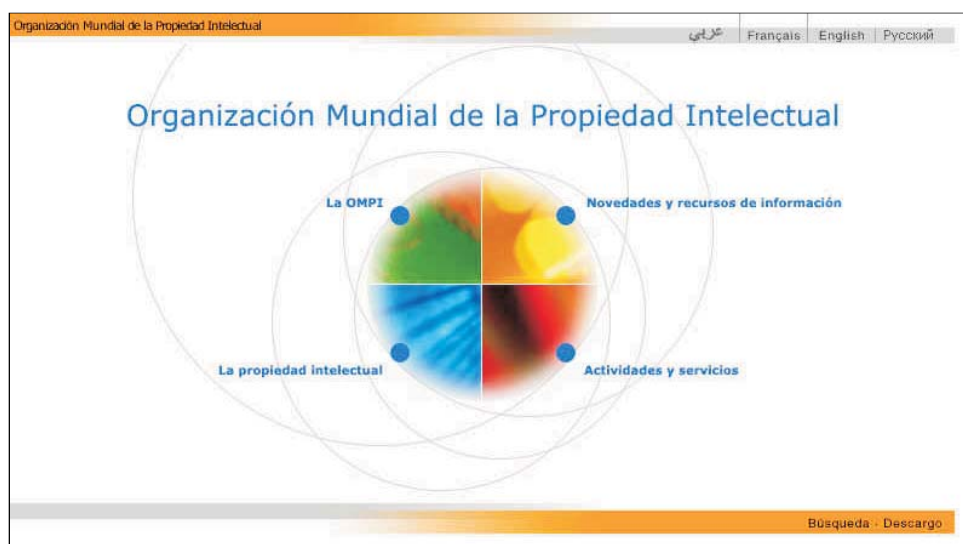 Organización Mundial de la Propiedad Intelectual
عربي Français English Русский
Organización Mundial de la Propiedad Intelectual
La OMPI
Novedades y recursos de información
La propiedad intelectual
Actividades y servicios
Búsqueda - Descargo